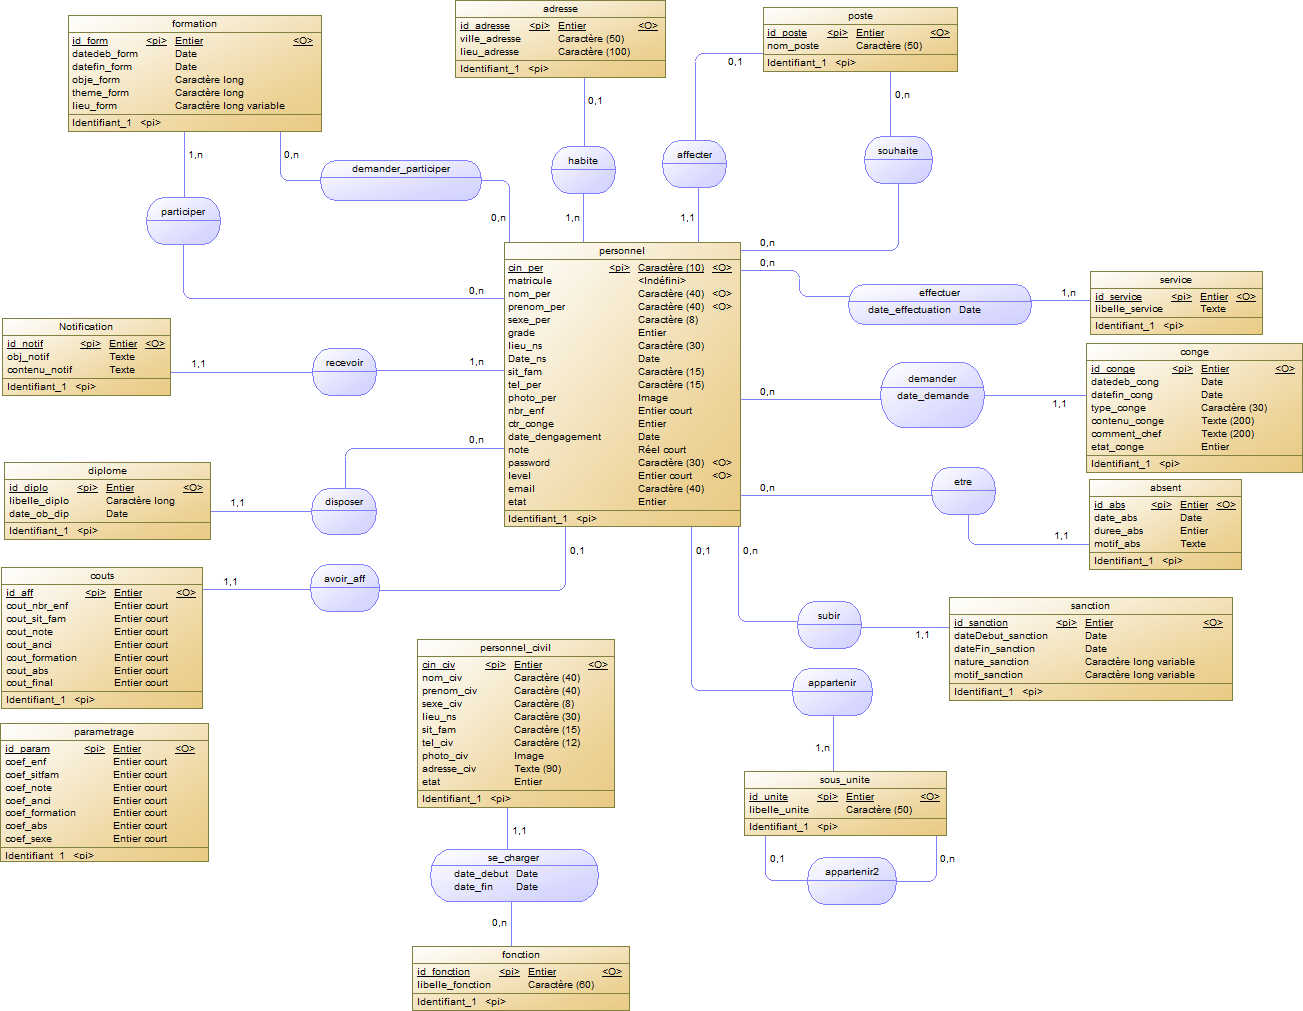 formation
id_form <pi> Entier <O>
datedeb_form Date
datefin_form Date
obje_form Caractère long
theme_form Caractère long
lieu_form Caractère long variable
Identifiant_1 <pi>
adresse
id_adresse <pi> Entier <O>
ville_adresse Caractère (50)
lieu_adresse Caractère (100)
Identifiant_1 <pi>
poste
id_poste <pi> Entier <O>
nom_poste Caractère (50)
Identifiant_1 <pi>
1,n
0,n
demander_participer
0,n
participer
0,n
0,1
habite
1,n
0,1
affecter
1,1
0,n
souhaite
0,n
personnel
cin_per <pi> Caractère (10) <O>
matricule <Indéfini>
nom_per Caractère (40) <O>
prenom_per Caractère (40) <O>
sexe_per Caractère (8)
grade Entier
lieu_ns Caractère (30)
Date_ns Date
sit_fam Caractère (15)
tel_per Caractère (15)
photo_per Image
nbr_enf Entier court
ctr_conge Entier
date_dengagement Date
note Réel court
password Caractère (30) <O>
level Entier court <O>
email Caractère (40)
etat Entier
Identifiant_1 <pi>
0,n
effectuer
date_effectuation Date
1,n
service
id_service <pi> Entier <O>
libelle_service Texte
Identifiant_1 <pi>
Notification
id_notif <pi> Entier <O>
obj_notif Texte
contenu_notif Texte
Identifiant_1 <pi>
1,1
recevoir
1,n
0,n
demander
date_demande
1,1
conge
id_conge <pi> Entier <O>
datedeb_cong Date
datefin_cong Date
type_conge Caractère (30)
contenu_conge Texte (200)
comment_chef Texte (200)
etat_conge Entier
Identifiant_1 <pi>
diplome
id_diplo <pi> Entier <O>
libelle_diplo Caractère long
date_ob_dip Date
Identifiant_1 <pi>
1,1
disposer
0,n
0,n
etre
1,1
absent
id_abs <pi> Entier <O>
date_abs Date
duree_abs Entier
motif_abs Texte
Identifiant_1 <pi>
couts
id_aff <pi> Entier <O>
cout_nbr_enf Entier court
cout_sit_fam Entier court
cout_note Entier court
cout_anci Entier court
cout_formation Entier court
cout_abs Entier court
cout_final Entier court
Identifiant_1 <pi>
1,1
avoir_aff
0,1
0,1
0,n
subir
1,1
sanction
id_sanction <pi> Entier <O>
dateDebut_sanction Date
dateFin_sanction Date
nature_sanction Caractère long variable
motif_sanction Caractère long variable
Identifiant_1 <pi>
personnel_civil
cin_civ <pi> Entier <O>
nom_civ Caractère (40)
prenom_civ Caractère (40)
sexe_civ Caractère (8)
lieu_ns Caractère (30)
sit_fam Caractère (15)
tel_civ Caractère (12)
photo_civ Image
adresse_civ Texte (90)
etat Entier
Identifiant_1 <pi>
appartenir
1,n
parametrage
id_param <pi> Entier <O>
coef_enf Entier court
coef_sitfam Entier court
coef_note Entier court
coef_anci Entier court
coef_formation Entier court
coef_abs Entier court
coef_sexe Entier court
Identifiant_1 <pi>
sous_unite
id_unite <pi> Entier <O>
libelle_unite Caractère (50)
Identifiant_1 <pi>
0,1
appartenir2
0,n
1,1
se_charger
date_debut Date
date_fin Date
0,n
fonction
id_fonction <pi> Entier <O>
libelle_fonction Caractère (60)
Identifiant_1 <pi>